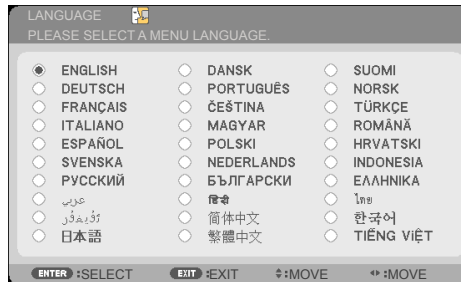 LANGUAGE
PLEASE SELECT A MENU LANGUAGE.
ENGLISH DANSK SUOMI
DEUTSCH PORTUGUÊS NORSK
FRANÇAIS ČEŠTINA TÜRKÇE
ITALIANO MAGYAR ROMÂNĂ
ESPAÑOL POLSKI HRVATSKI
SVENSKA NEDERLANDS INDONESIA
РУССКИЙ БЪЛГАРСКИ ΕΛΛΗΝΙΚΑ
عربي हिंदी ไทย
简体中文 한국어
日本語 繁體中文 TIẾNG VIỆT
ENTER :SELECT EXIT :EXIT :MOVE :MOVE